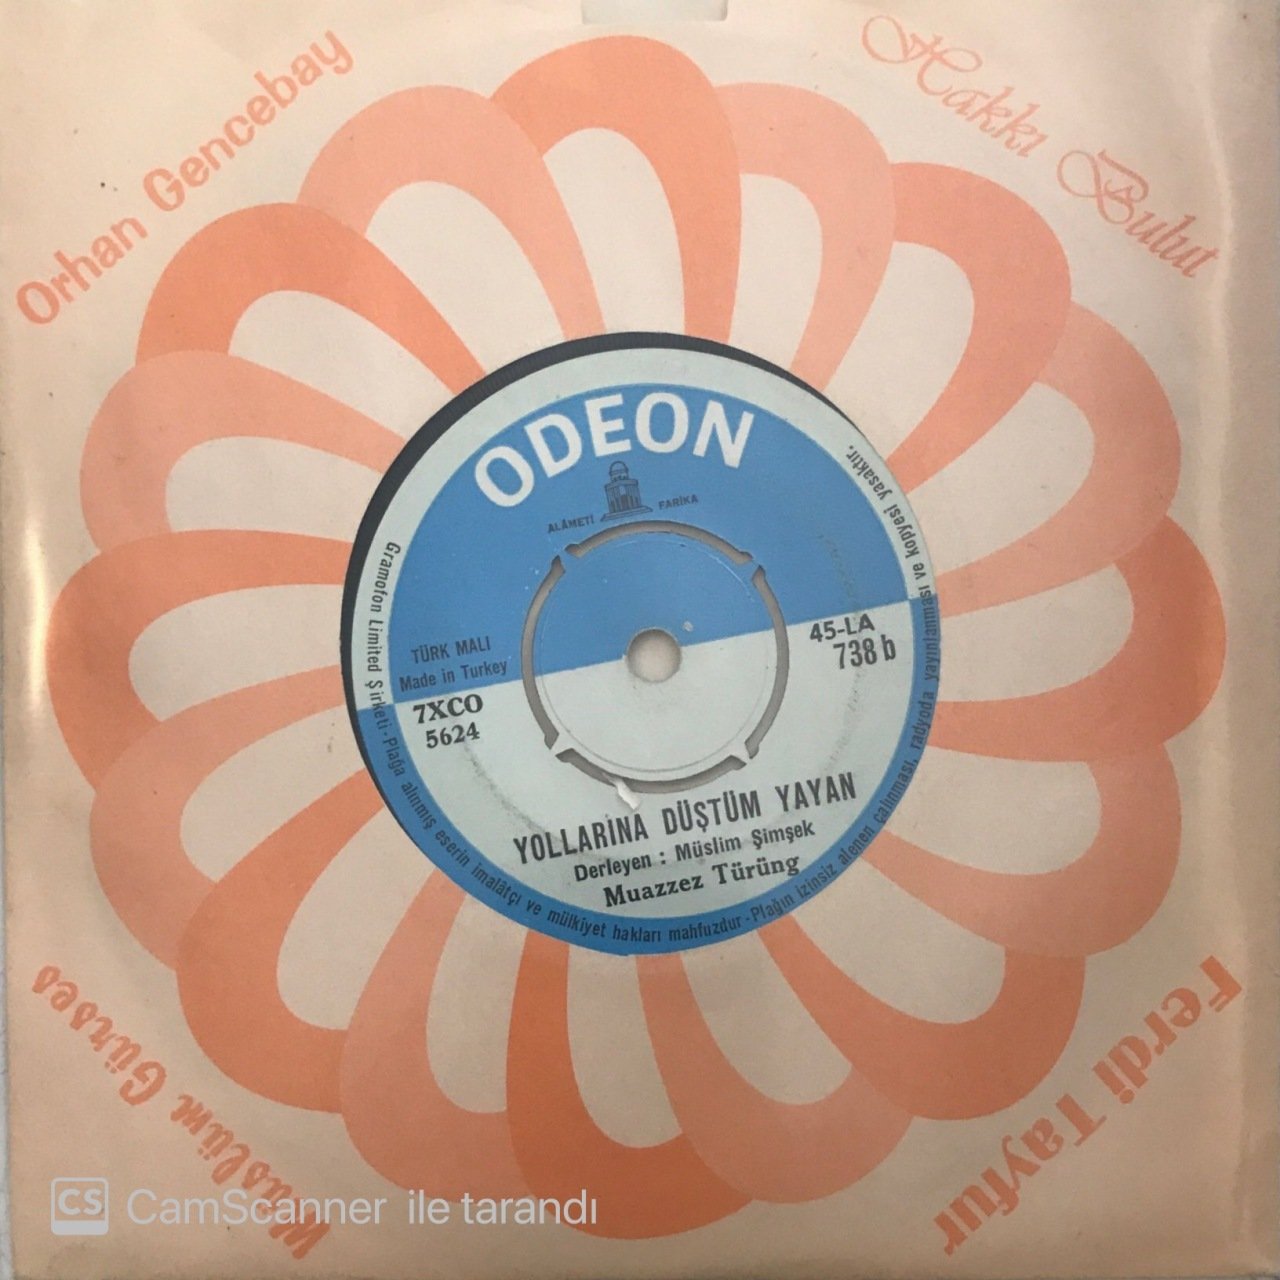 Orhan Gencebay
Hakkı Bulut
ODEON
ALÂMETİ FARİKA
TÜRK MALI
Made in Turkey
7XCO
5624
45-LA
738 b
YOLLARİNA DÜŞTÜM YAYAN
Derleyen : Müslim Şimşek
Muazzez Türüng
Gramofon Limited Şirketi - Plağa alınmış eserin imalâtçı ve mülkiyet hakları mahfuzdur - Plağın izinsiz alenen çalınması, radyoda yayınlanması ve kopyesi yasaktır.
Müslüm Gürses
Ferdi Tayfur
CS CamScanner ile tarandı